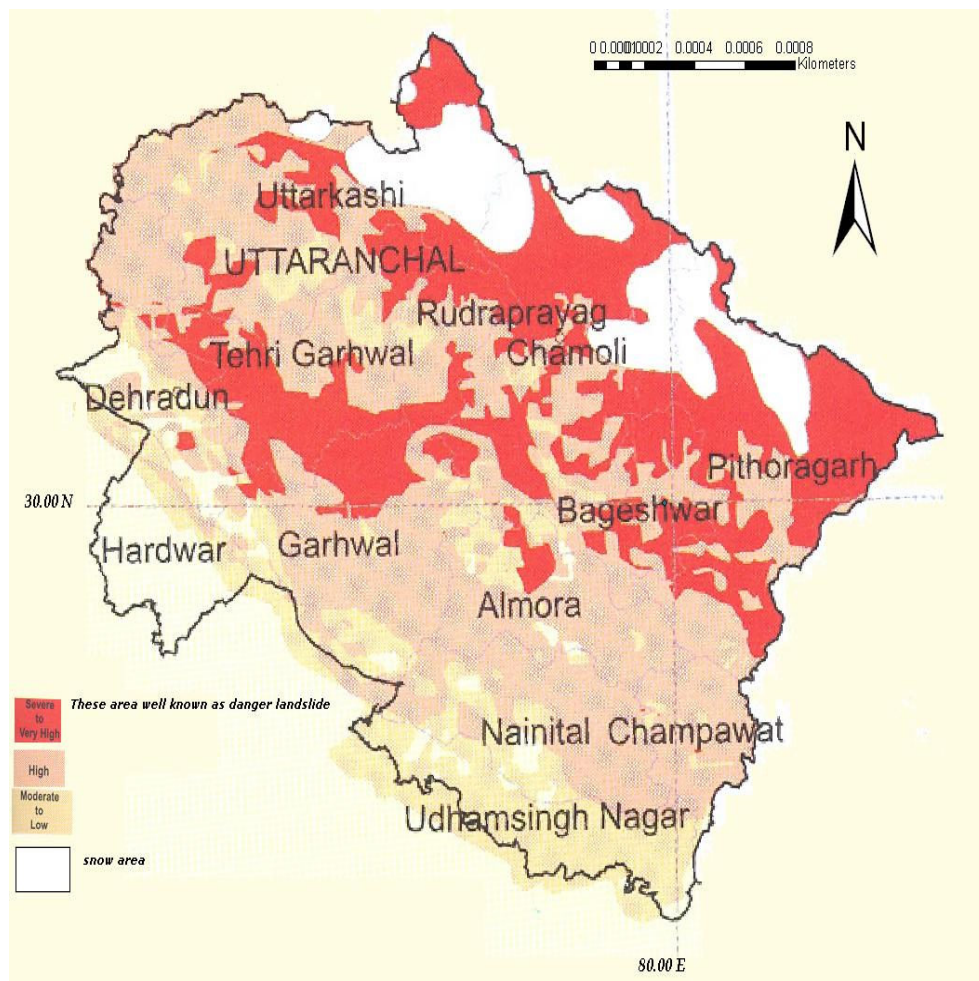 0 0.00010.0002 0.0004 0.0006 0.0008
Kilometers
N
Uttarkashi
UTTARANCHAL
Rudraprayag
Tehri Garhwal
Chamoli
Dehradun
Pithoragarh
30.00 N
Bageshwar
Hardwar
Garhwal
Almora
Severe
to
Very High
These area well known as danger landslide
Nainital
Champawat
High
Moderate
to
Low
Udhamsingh Nagar
snow area
80.00 E